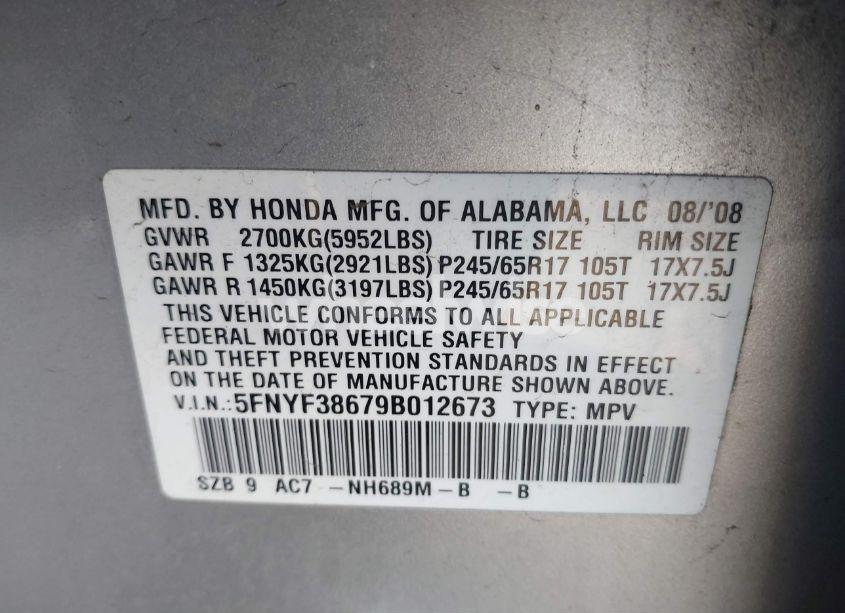 MFD. BY HONDA MFG. OF ALABAMA, LLC 08/'08
GVWR 2700KG(5952LBS) TIRE SIZE RIM SIZE
GAWR F 1325KG(2921LBS) P245/65R17 105T 17X7.5J
GAWR R 1450KG(3197LBS) P245/65R17 105T 17X7.5J
THIS VEHICLE CONFORMS TO ALL APPLICABLE
FEDERAL MOTOR VEHICLE SAFETY
AND THEFT PREVENTION STANDARDS IN EFFECT
ON THE DATE OF MANUFACTURE SHOWN ABOVE.
V.I.N.:5FNYF38679B012673 TYPE: MPV
SZB 9 AC7 -NH689M-B -B